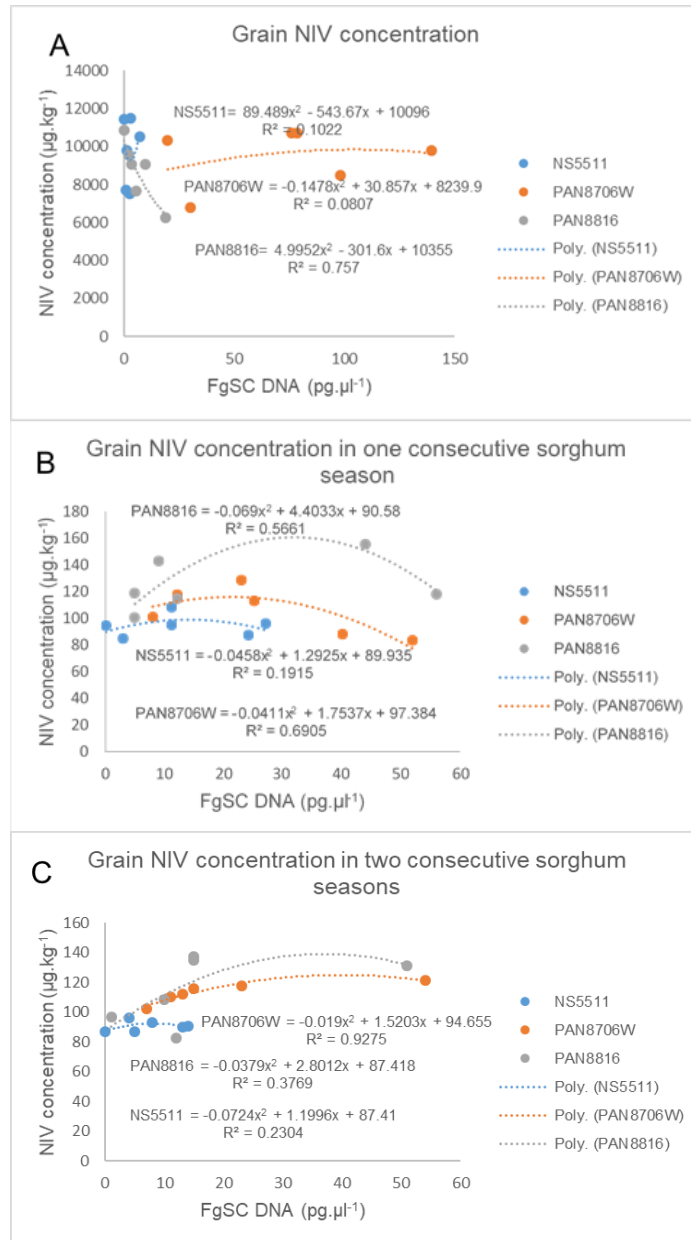 A
Grain NIV concentration
NIV concentration (µg.kg⁻¹)
14000
12000
10000
8000
6000
4000
2000
0
NS5511= 89.489x² - 543.67x + 10096
R² = 0.1022
PAN8706W = -0.1478x² + 30.857x + 8239.9
R² = 0.0807
PAN8816= 4.9952x² - 301.6x + 10355
R² = 0.757
0 50 100 150
FgSC DNA (pg.µl⁻¹)
NS5511
PAN8706W
PAN8816
Poly. (NS5511)
Poly. (PAN8706W)
Poly. (PAN8816)
B
Grain NIV concentration in one consecutive sorghum
season
NIV concentration (µg.kg⁻¹)
180
160
140
120
100
80
60
40
20
0
PAN8816 = -0.069x² + 4.4033x + 90.58
R² = 0.5661
NS5511 = -0.0458x² + 1.2925x + 89.935
R² = 0.1915
PAN8706W = -0.0411x² + 1.7537x + 97.384
R² = 0.6905
0 10 20 30 40 50 60
FgSC DNA (pg.µl⁻¹)
NS5511
PAN8706W
PAN8816
Poly. (NS5511)
Poly. (PAN8706W)
Poly. (PAN8816)
C
Grain NIV concentration in two consecutive sorghum
seasons
NIV concentration (µg.kg⁻¹)
160
140
120
100
80
60
40
20
0
PAN8706W = -0.019x² + 1.5203x + 94.655
R² = 0.9275
PAN8816 = -0.0379x² + 2.8012x + 87.418
R² = 0.3769
NS5511 = -0.0724x² + 1.1996x + 87.41
R² = 0.2304
0 10 20 30 40 50 60
FgSC DNA (pg.µl⁻¹)
NS5511
PAN8706W
PAN8816
Poly. (NS5511)
Poly. (PAN8706W)
Poly. (PAN8816)